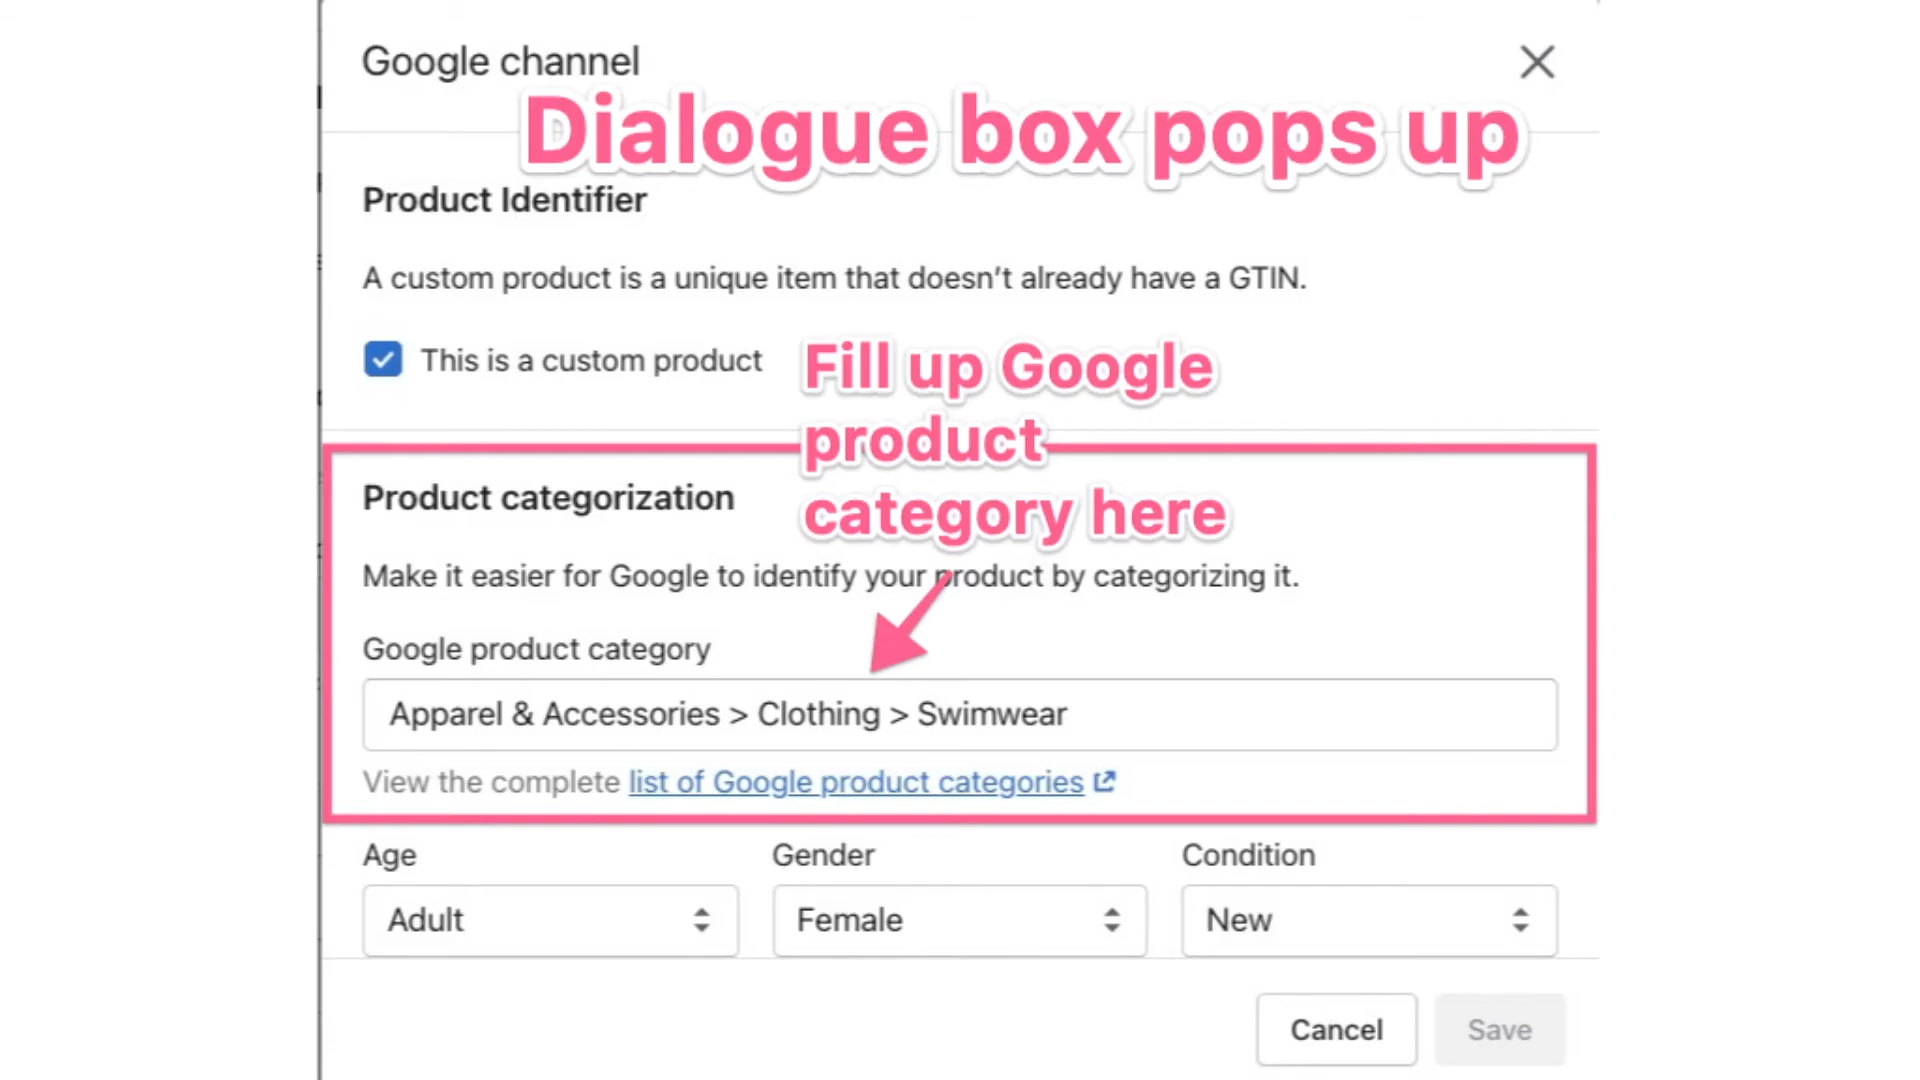 Google channel
Dialogue box pops up
Product Identifier
A custom product is a unique item that doesn't already have a GTIN.
This is a custom product
Fill up Google
product
category here
Product categorization
Make it easier for Google to identify your product by categorizing it.
Google product category
Apparel & Accessories > Clothing > Swimwear
View the complete list of Google product categories
Age
Gender
Condition
Adult
Female
New
Cancel
Save